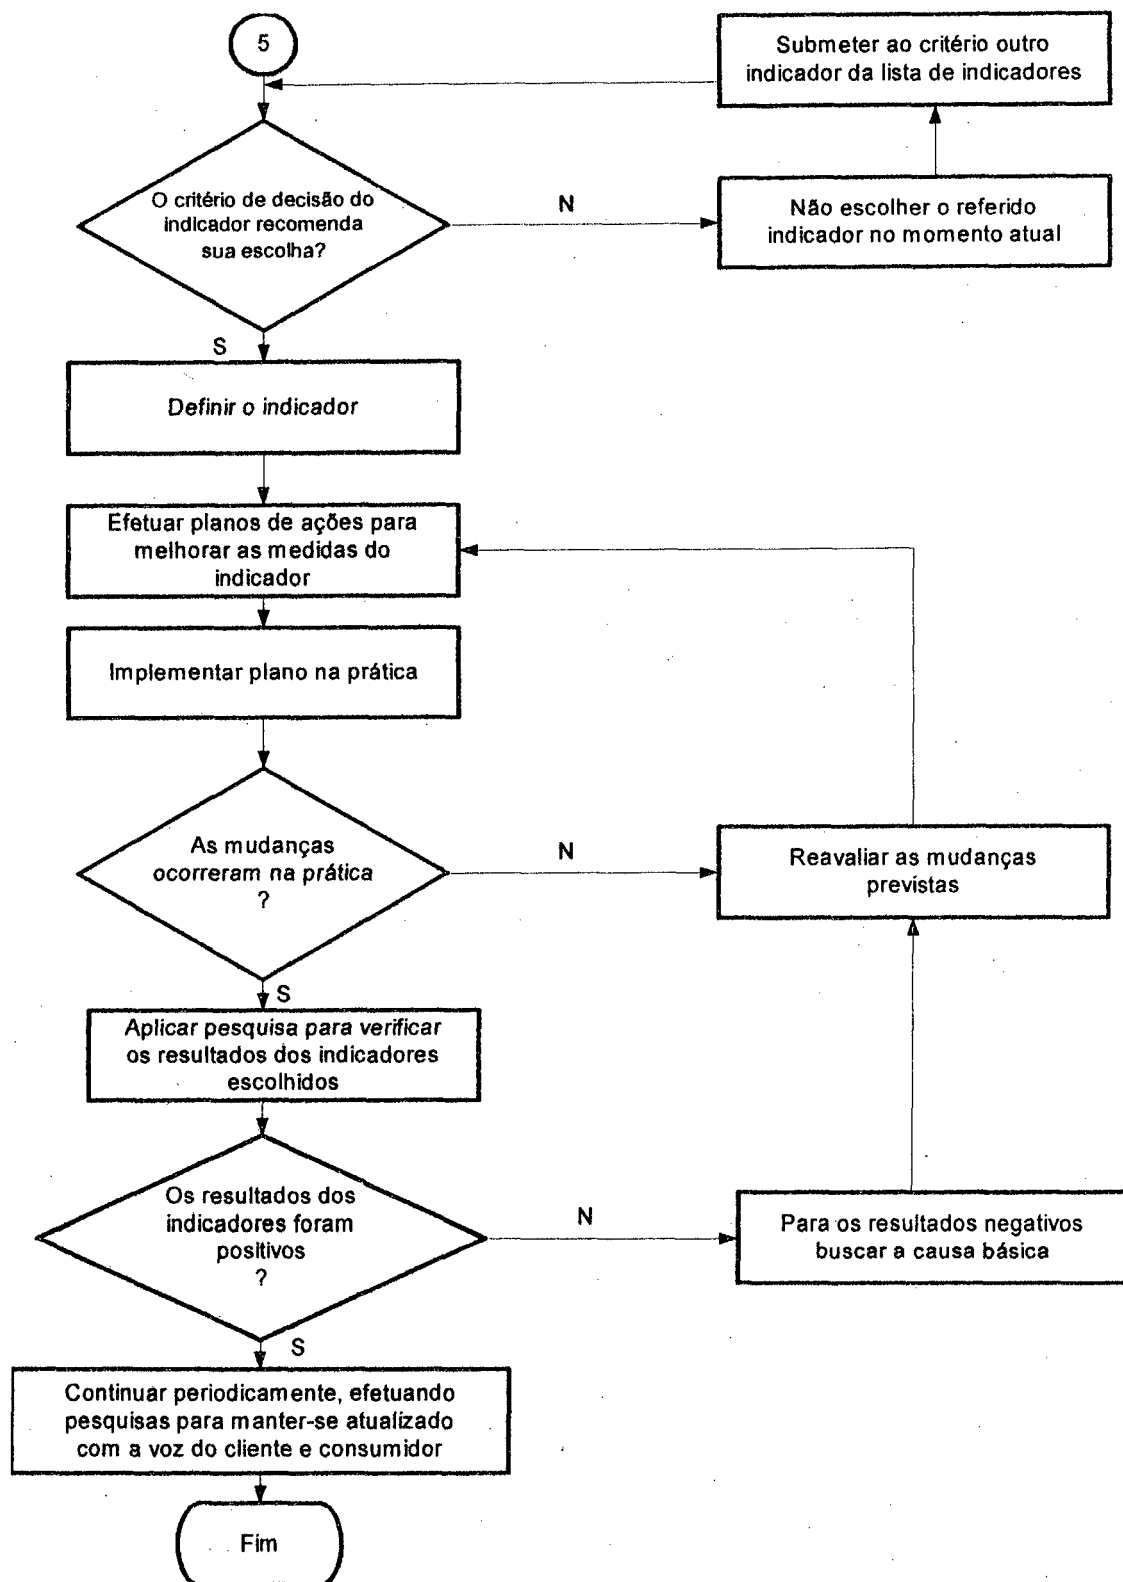 5
Submeter ao critério outro
indicador da lista de indicadores
O critério de decisão do
indicador recomenda
sua escolha?
N
Não escolher o referido
indicador no momento atual
S
Definir o indicador
Efetuar planos de ações para
melhorar as medidas do
indicador
Implementar plano na prática
As mudanças
ocorreram na prática
?
N
Reavaliar as mudanças
previstas
S
Aplicar pesquisa para verificar
os resultados dos indicadores
escolhidos
Os resultados dos
indicadores foram
positivos
?
N
Para os resultados negativos
buscar a causa básica
S
Continuar periodicamente, efetuando
pesquisas para manter-se atualizado
com a voz do cliente e consumidor
Fim